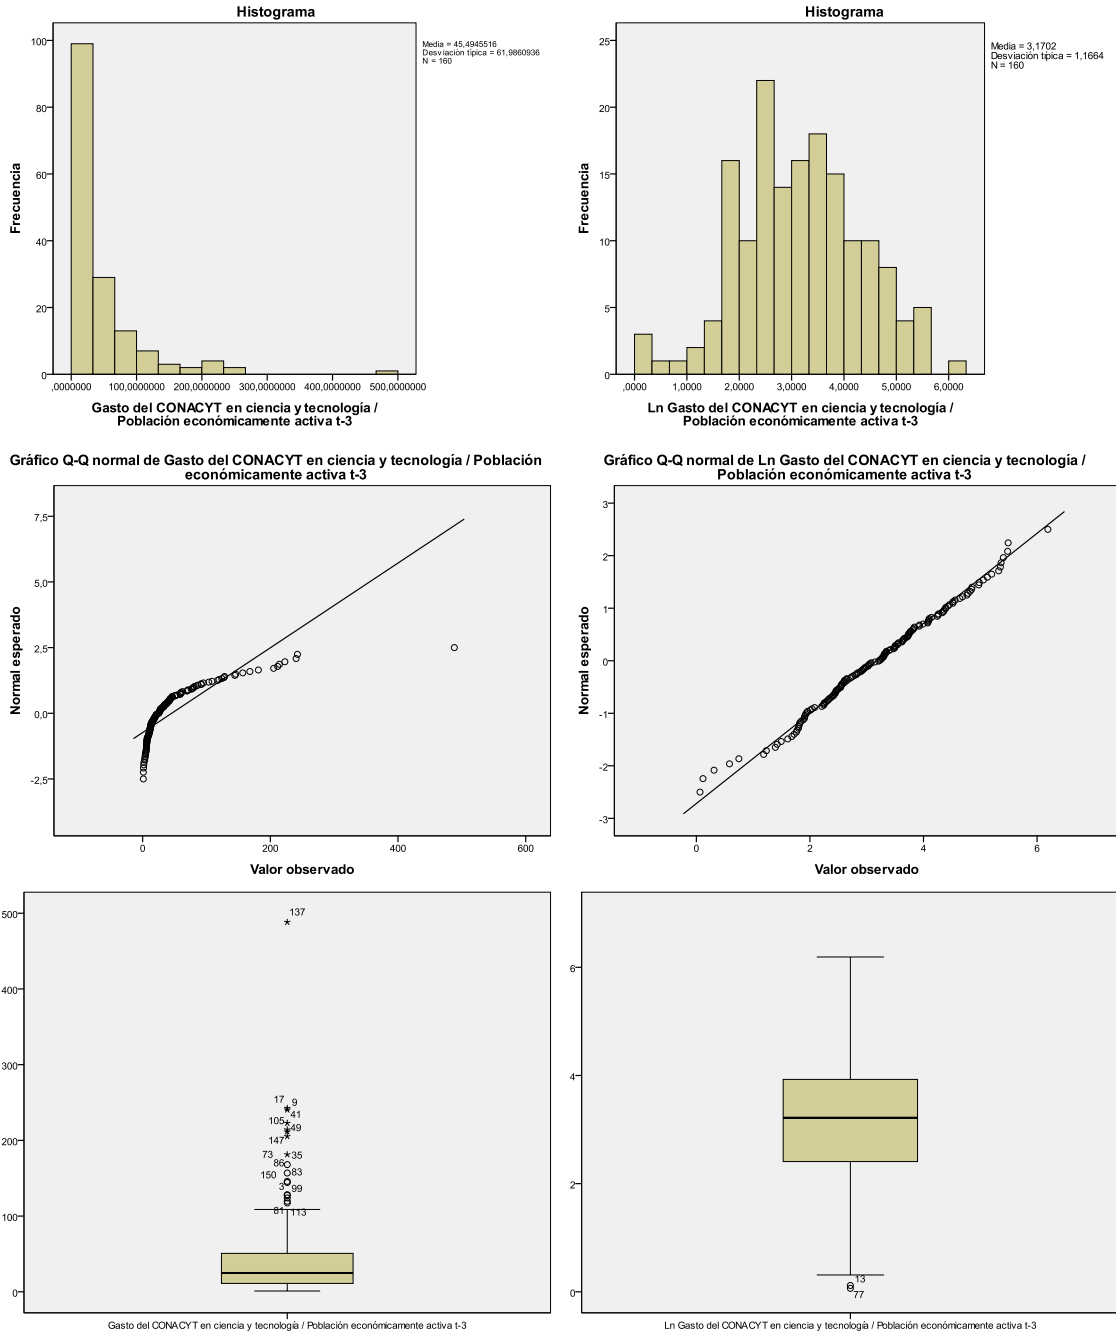 Histograma
100
80
60
40
20
0
,0000000 100,0000000 200,0000000 300,0000000 400,0000000 500,0000000
Frecuencia
Gasto del CONACYT en ciencia y tecnología /
Población económicamente activa t-3
Media = 45,4945516
Desviación típica = 61,9860936
N = 160
Histograma
25
20
15
10
5
0
,0000 1,0000 2,0000 3,0000 4,0000 5,0000 6,0000
Frecuencia
Ln Gasto del CONACYT en ciencia y tecnología /
Población económicamente activa t-3
Media = 3,1702
Desviación típica = 1,1664
N = 160
Gráfico Q-Q normal de Gasto del CONACYT en ciencia y tecnología / Población
económicamente activa t-3
7,5
5,0
2,5
0,0
-2,5
0 200 400 600
Normal esperado
Valor observado
Gráfico Q-Q normal de Ln Gasto del CONACYT en ciencia y tecnología /
Población económicamente activa t-3
3
2
1
0
-1
-2
-3
0 2 4 6
Normal esperado
Valor observado
500
400
300
200
100
0
137
17 9
41
105 49
147
73 35
86
150 83
3 99
81 113
Gasto del CONACYT en ciencia y tecnología / Población económicamente activa t-3
6
4
2
0
13
77
Ln Gasto del CONACYT en ciencia y tecnología / Población económicamente activa t-3